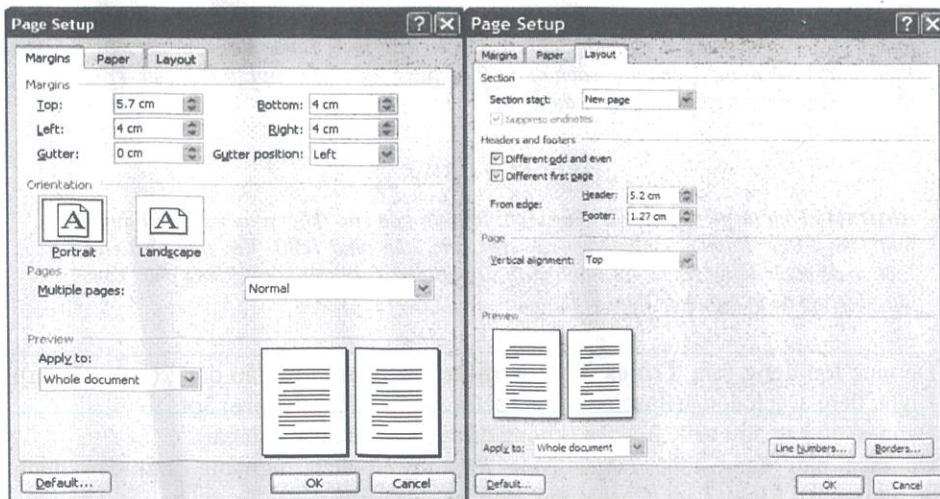 Page Setup
Margins Paper Layout
Margins
Top: 5.7 cm Bottom: 4 cm
Left: 4 cm Right: 4 cm
Gutter: 0 cm Gutter position: Left
Orientation
Portrait Landscape
Pages
Multiple pages: Normal
Preview
Apply to:
Whole document
Default... OK Cancel
Page Setup
Margins Paper Layout
Section
Section start: New page
Suppress endnotes
Headers and footers
Different odd and even
Different first page
From edge: Header: 5.2 cm
Footer: 1.27 cm
Page
Vertical alignment: Top
Preview
Apply to: Whole document Line Numbers... Borders...
Default... OK Cancel